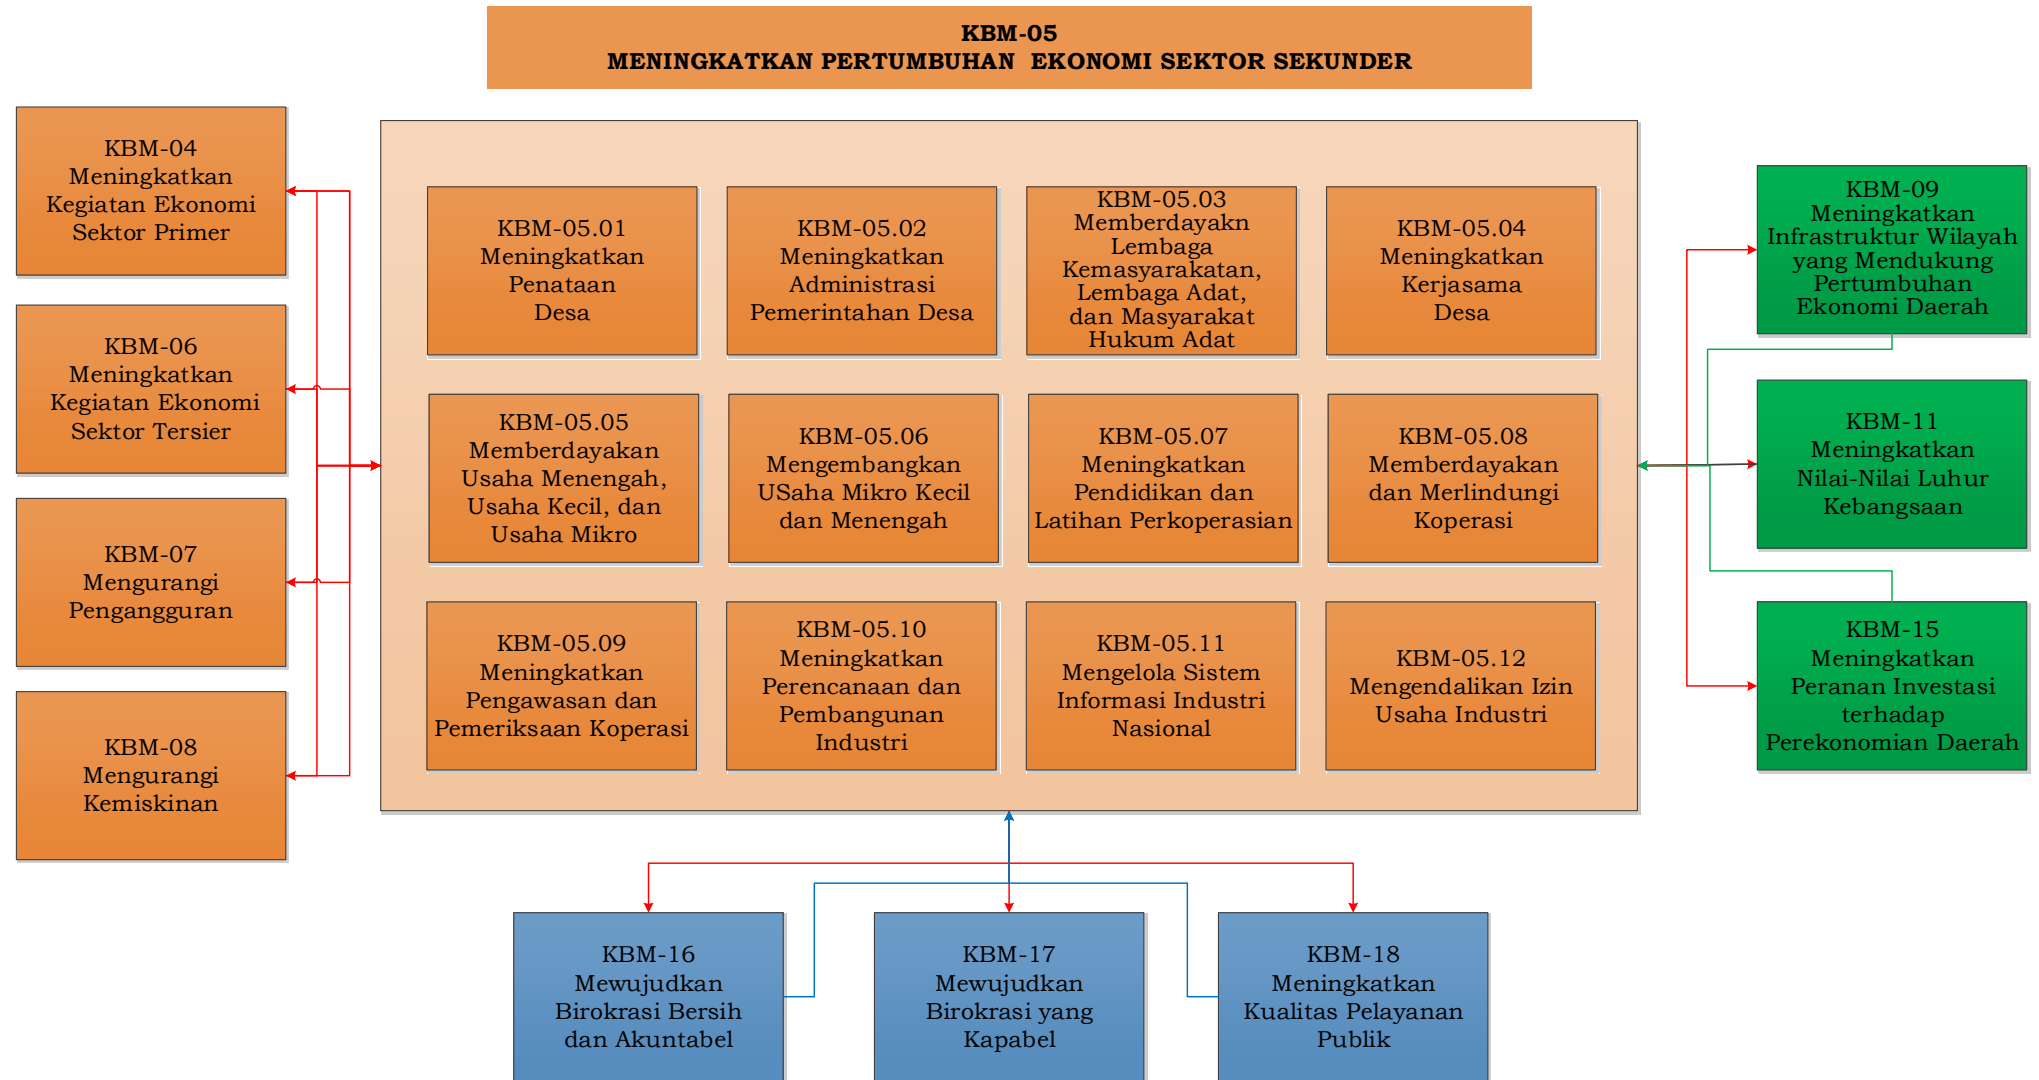 KBM-05
MENINGKATKAN PERTUMBUHAN EKONOMI SEKTOR SEKUNDER
KBM-04
Meningkatkan
Kegiatan Ekonomi
Sektor Primer
KBM-06
Meningkatkan
Kegiatan Ekonomi
Sektor Tersier
KBM-07
Mengurangi
Pengangguran
KBM-08
Mengurangi
Kemiskinan
KBM-05.01
Meningkatkan
Penataan
Desa
KBM-05.02
Meningkatkan
Administrasi
Pemerintahan Desa
KBM-05.03
Memberdayakn
Lembaga
Kemasyarakatan,
Lembaga Adat,
dan Masyarakat
Hukum Adat
KBM-05.04
Meningkatkan
Kerjasama
Desa
KBM-05.05
Memberdayakan
Usaha Menengah,
Usaha Kecil, dan
Usaha Mikro
KBM-05.06
Mengembangkan
USaha Mikro Kecil
dan Menengah
KBM-05.07
Meningkatkan
Pendidikan dan
Latihan Perkoperasian
KBM-05.08
Memberdayakan
dan Merlindungi
Koperasi
KBM-05.09
Meningkatkan
Pengawasan dan
Pemeriksaan Koperasi
KBM-05.10
Meningkatkan
Perencanaan dan
Pembangunan
Industri
KBM-05.11
Mengelola Sistem
Informasi Industri
Nasional
KBM-05.12
Mengendalikan Izin
Usaha Industri
KBM-09
Meningkatkan
Infrastruktur Wilayah
yang Mendukung
Pertumbuhan
Ekonomi Daerah
KBM-11
Meningkatkan
Nilai-Nilai Luhur
Kebangsaan
KBM-15
Meningkatkan
Peranan Investasi
terhadap
Perekonomian Daerah
KBM-16
Mewujudkan
Birokrasi Bersih
dan Akuntabel
KBM-17
Mewujudkan
Birokrasi yang
Kapabel
KBM-18
Meningkatkan
Kualitas Pelayanan
Publik